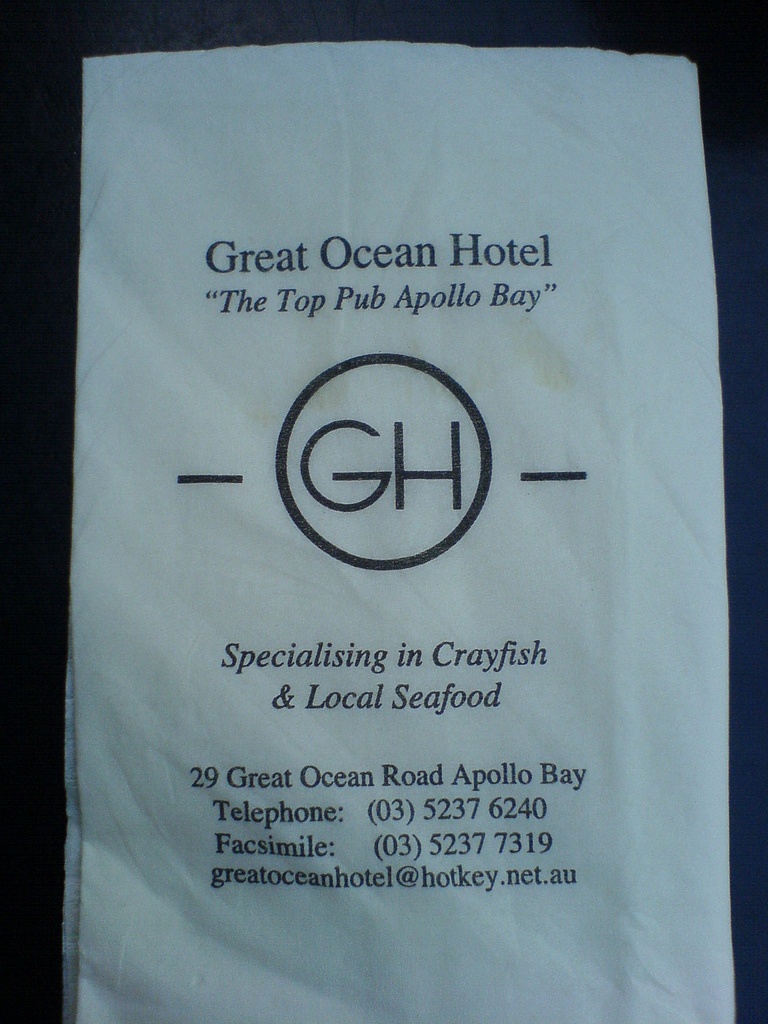 Great Ocean Hotel
“The Top Pub Apollo Bay”
GH
Specialising in Crayfish
& Local Seafood
29 Great Ocean Road Apollo Bay
Telephone: (03) 5237 6240
Facsimile: (03) 5237 7319
greatoceanhotel@hotkey.net.au